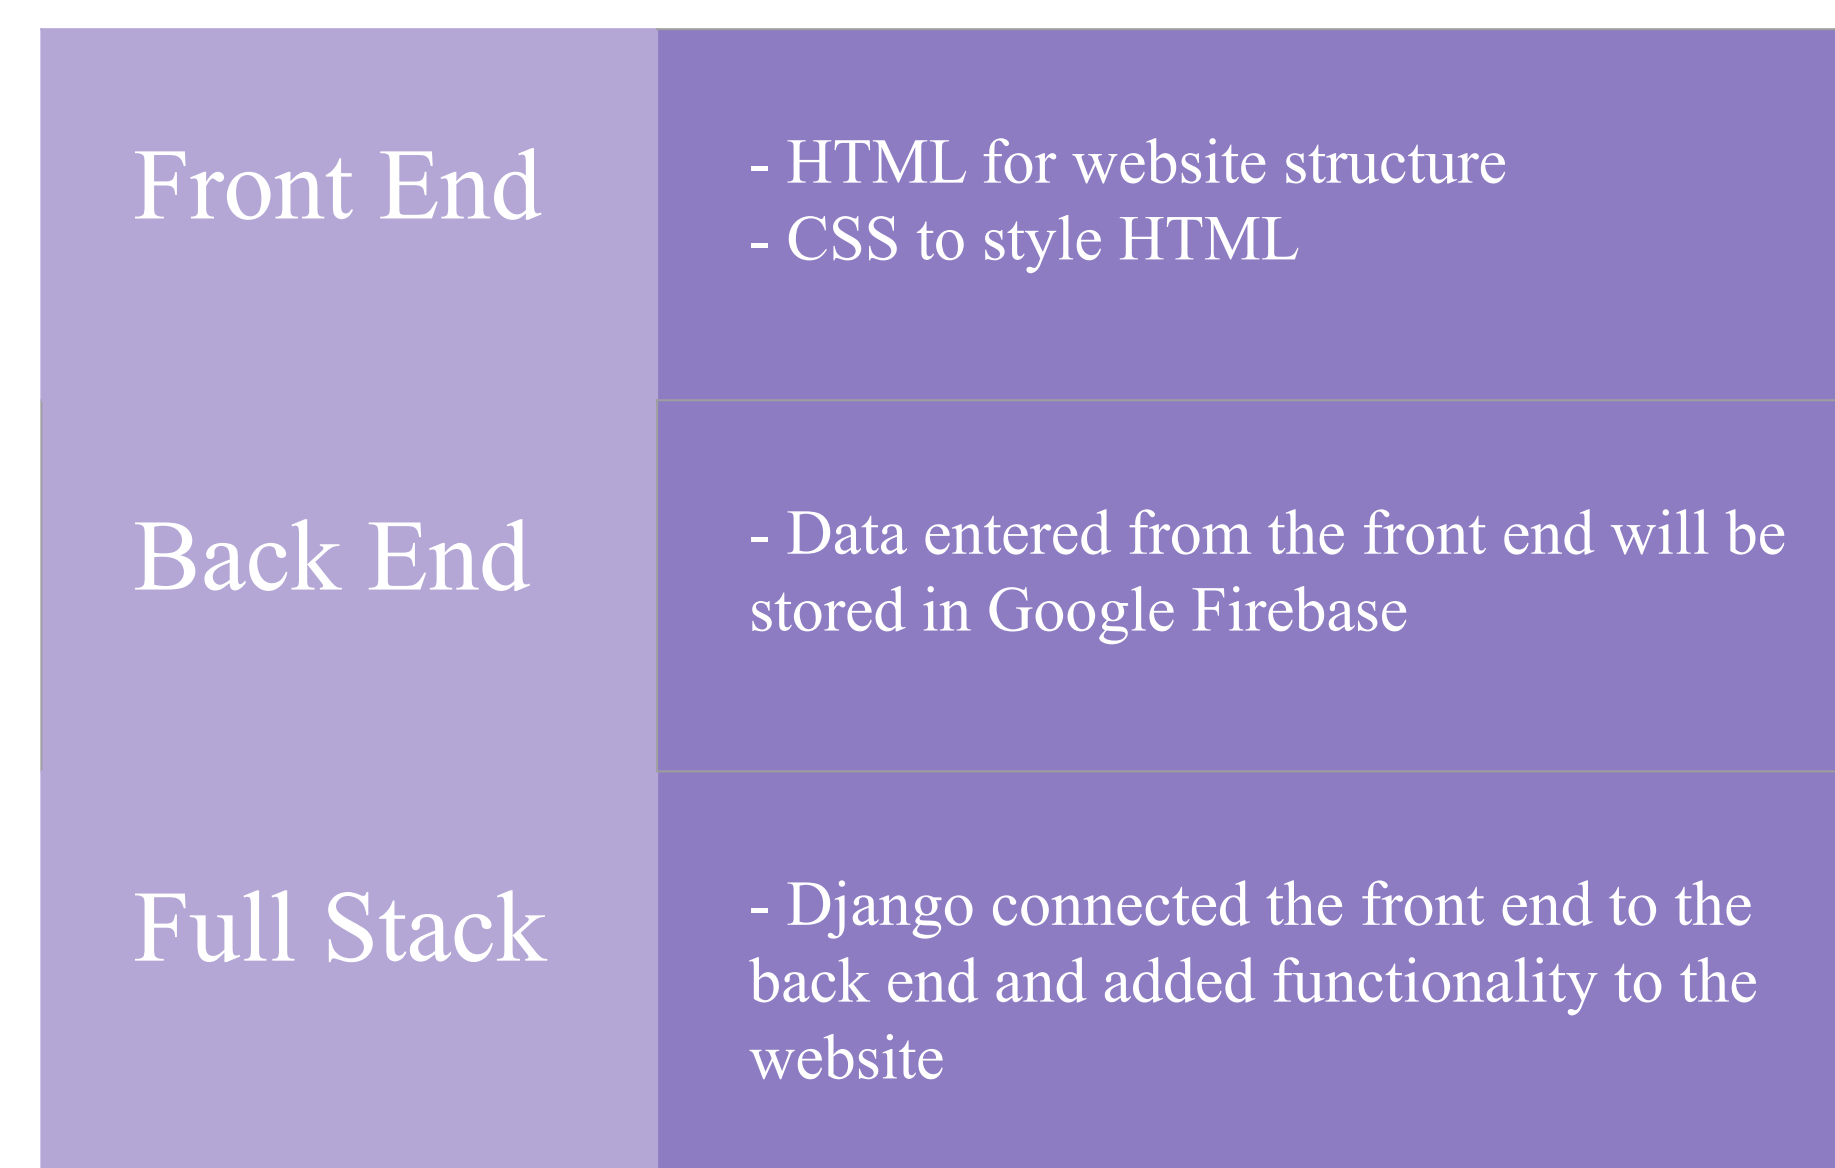 Front End
- HTML for website structure
- CSS to style HTML
Back End
- Data entered from the front end will be
stored in Google Firebase
Full Stack
- Django connected the front end to the
back end and added functionality to the
website